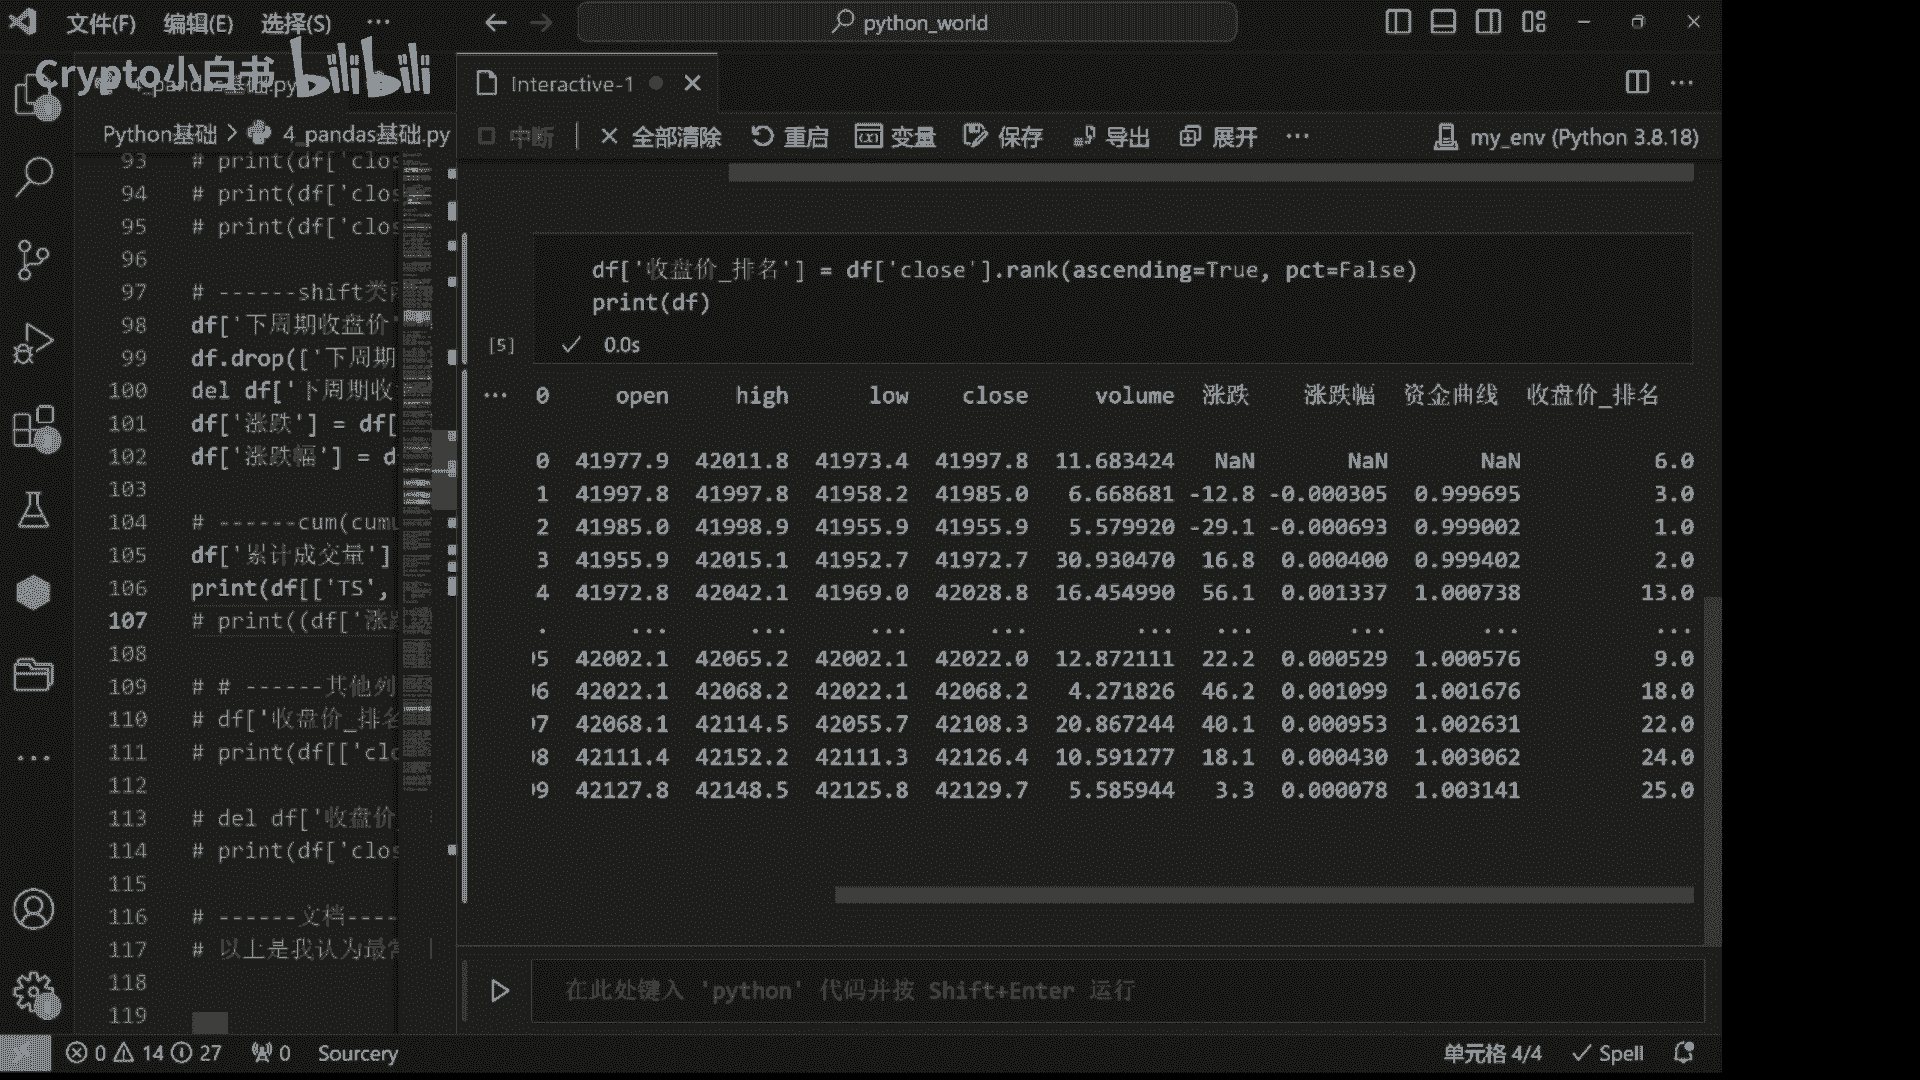 文件(F) 编辑(E) 选择(S) ··· python_world
Crypto小白书 bilibili
4_pandas基础.py
Interactive-1
Python基础 > 4_pandas基础.py
中断 全部清除 重启 变量 保存 导出 展开 ··· my_env (Python 3.8.18)
93 # print(df['clos
94 # print(df['clos
95 # print(df['clos
96
97 # ------shift类
98 df['下周期收盘价'
99 df.drop(['下周期
100 del df['下周期收
101 df['涨跌'] = df[
102 df['涨跌幅'] = d
103
104 # ------cum(cumu
105 df['累计成交量']
106 print(df[['TS',
107 # print((df['涨跌
108
109 # # ------其他列
110 # df['收盘价_排名
111 # print(df[['clo
112
113 # del df['收盘价
114 # print(df['clos
115
116 # ------文档----
117 # 以上是我认为最常
118
119
df['收盘价_排名'] = df['close'].rank(ascending=True, pct=False)
print(df)
[5] ✓ 0.0s
··· 0 open high low close volume 涨跌 涨跌幅 资金曲线 收盘价_排名
0 41977.9 42011.8 41973.4 41997.8 11.683424 NaN NaN NaN 6.0
1 41997.8 41997.8 41958.2 41985.0 6.668681 -12.8 -0.000305 0.999695 3.0
2 41985.0 41998.9 41955.9 41955.9 5.579920 -29.1 -0.000693 0.999002 1.0
3 41955.9 42015.1 41952.7 41972.7 30.930470 16.8 0.000400 0.999402 2.0
4 41972.8 42042.1 41969.0 42028.8 16.454990 56.1 0.001337 1.000738 13.0
. ... ... ... ... ... ... ... ... ...
5 42002.1 42065.2 42002.1 42022.0 12.872111 22.2 0.000529 1.000576 9.0
6 42022.1 42068.2 42022.1 42068.2 4.271826 46.2 0.001099 1.001676 18.0
7 42068.1 42114.5 42055.7 42108.3 20.867244 40.1 0.000953 1.002631 22.0
8 42111.4 42152.2 42111.3 42126.4 10.591277 18.1 0.000430 1.003062 24.0
9 42127.8 42148.5 42125.8 42129.7 5.585944 3.3 0.000078 1.003141 25.0
在此处键入 'python' 代码并按 Shift+Enter 运行
0 14 27 0 Sourcery 单元格 4/4 ✓ Spell